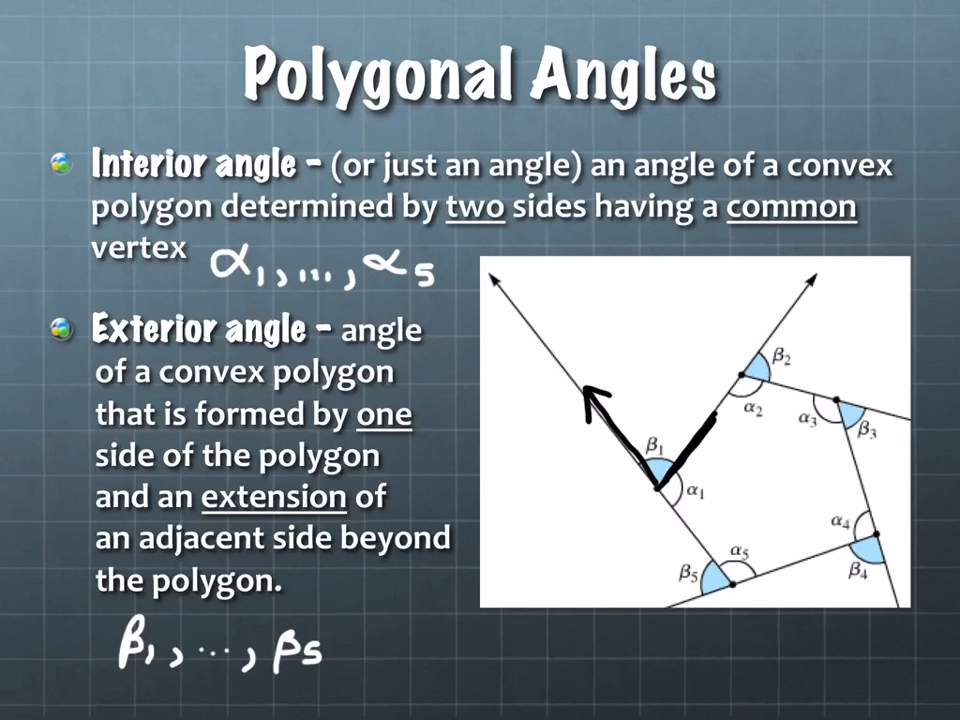 Polygonal Angles
Interior angle - (or just an angle) an angle of a convex
polygon determined by two sides having a common
vertex
α₁, ..., α₅
Exterior angle - angle
of a convex polygon
that is formed by one
side of the polygon
and an extension of
an adjacent side beyond
the polygon.
β₁, ..., β₅
β₂
α₂
α₃
β₃
β₁
α₁
α₄
α₅
β₅
β₄